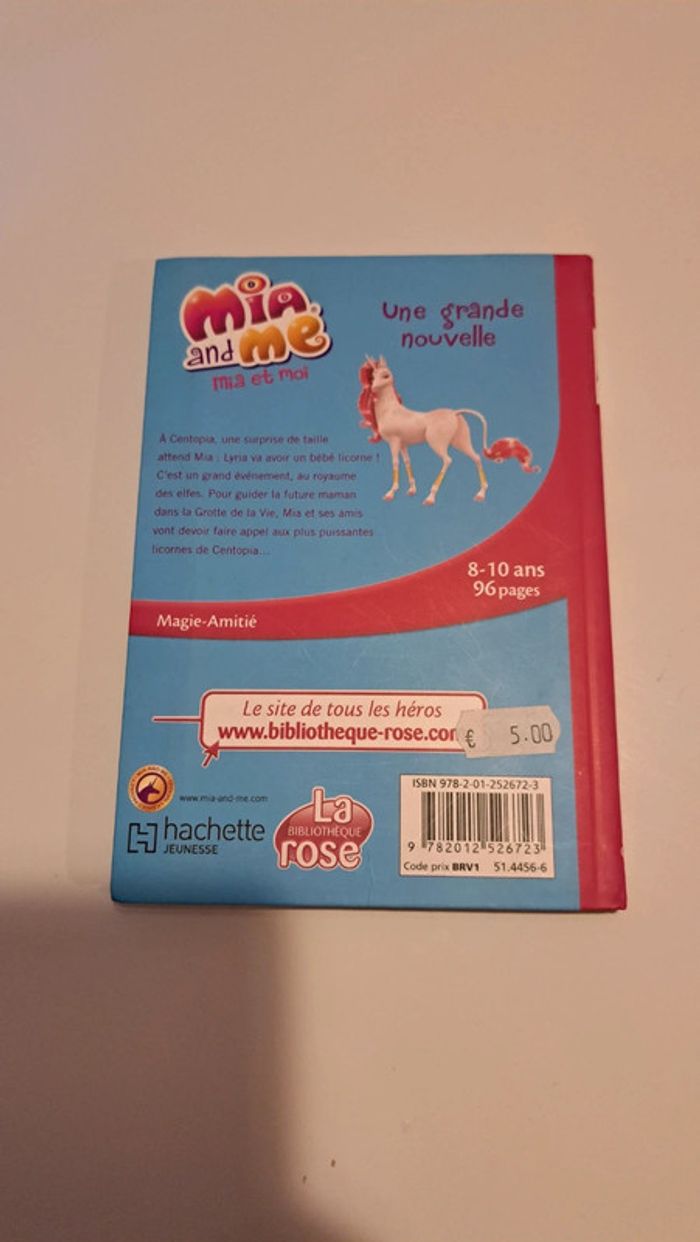 Mia
and me
mia et moi
Une grande
nouvelle
À Centopia, une surprise de taille
attend Mia : Lyria va avoir un bébé licorne !
C'est un grand événement, au royaume
des elfes. Pour guider la future maman
dans la Grotte de la Vie, Mia et ses amis
vont devoir faire appel aux plus puissantes
licornes de Centopia...
8-10 ans
96 pages
Magie-Amitié
Le site de tous les héros
www.bibliotheque-rose.com
€ 5.00
www.mia-and-me.com
hachette
JEUNESSE
La
BIBLIOTHÈQUE
rose
ISBN 978-2-01-252672-3
9 782012 526723
Code prix BRV1 51.4456-6